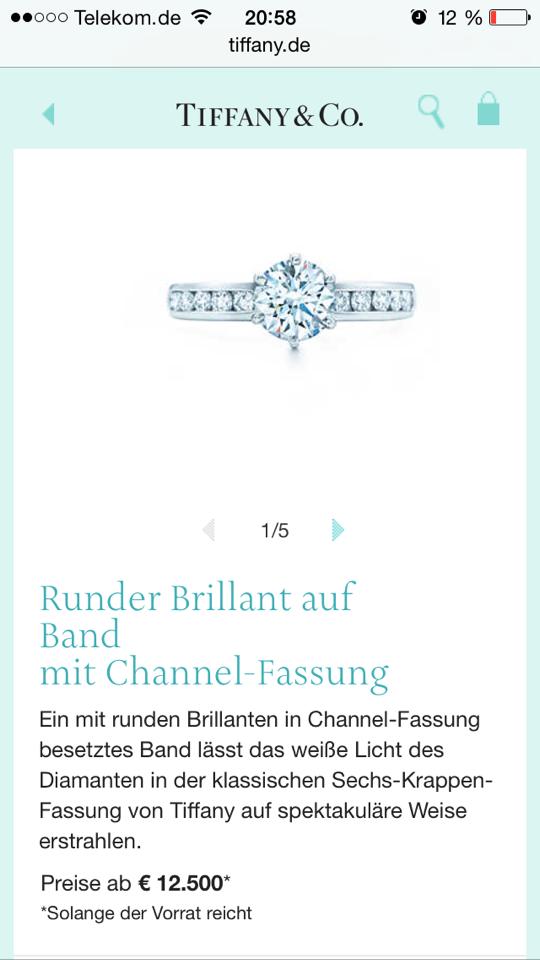 Telekom.de 20:58 12 %
tiffany.de
TIFFANY & CO.
1/5
Runder Brillant auf
Band
mit Channel-Fassung
Ein mit runden Brillanten in Channel-Fassung
besetztes Band lässt das weiße Licht des
Diamanten in der klassischen Sechs-Krappen-
Fassung von Tiffany auf spektakuläre Weise
erstrahlen.
Preise ab € 12.500*
*Solange der Vorrat reicht